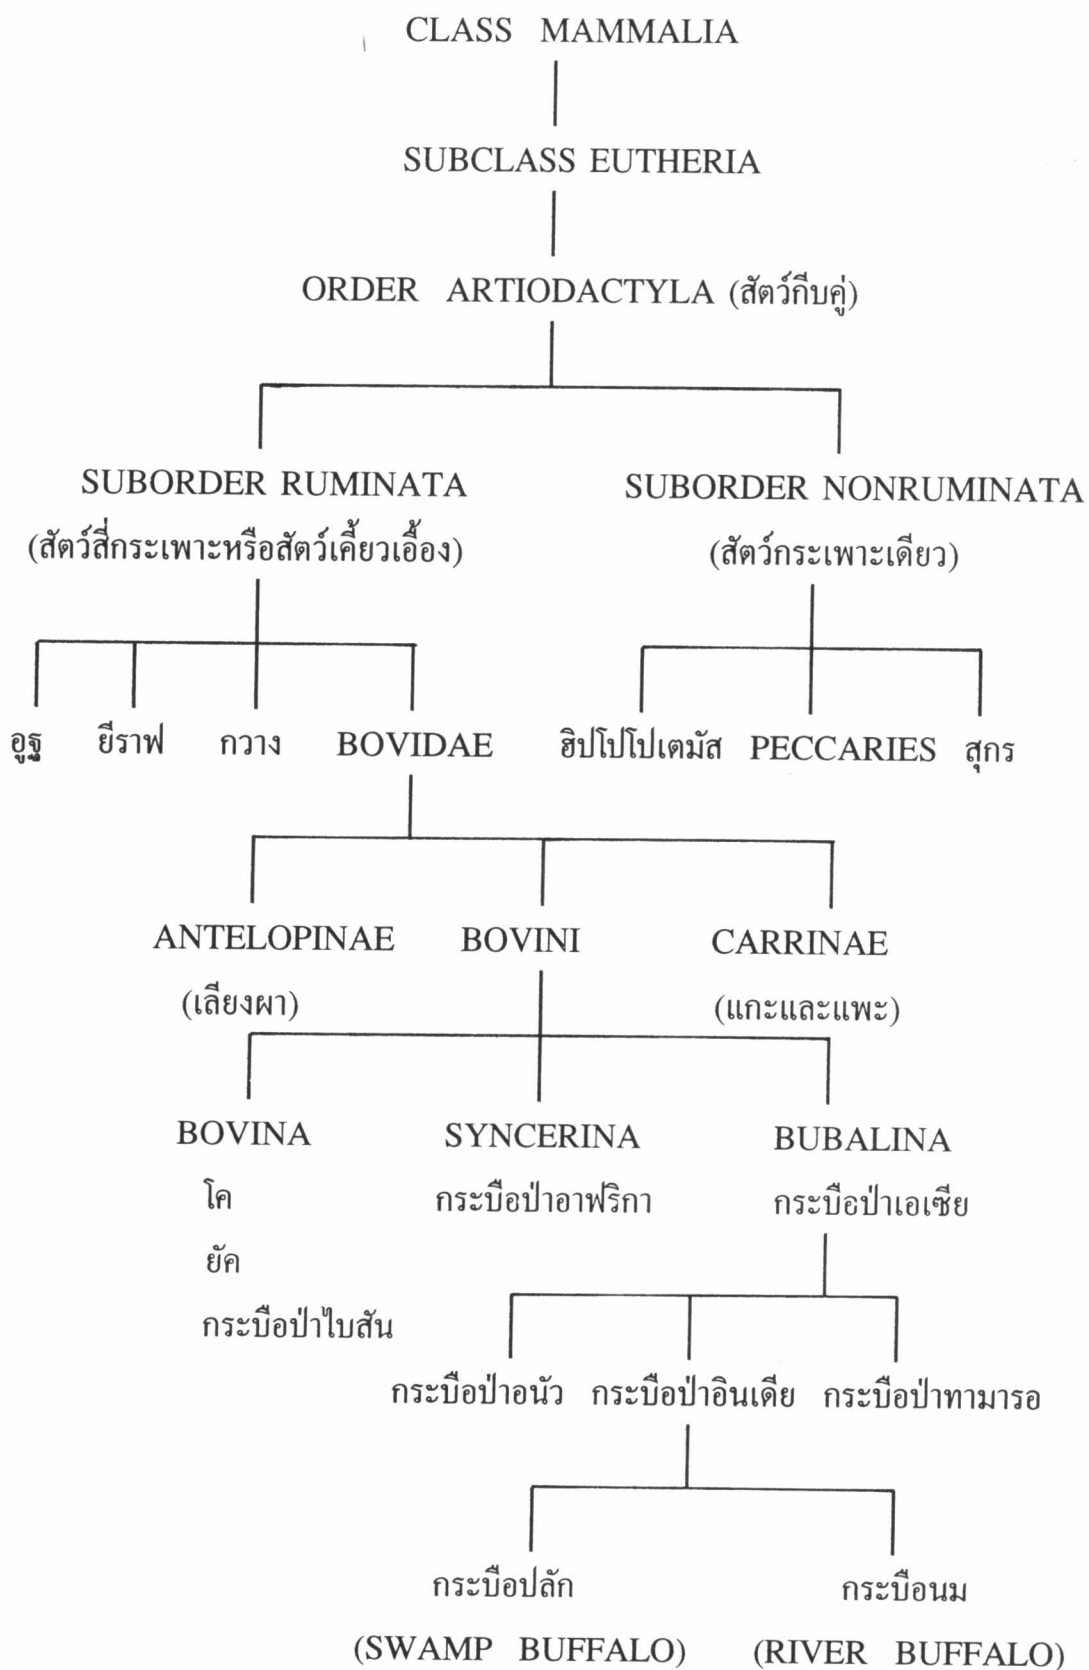 CLASS MAMMALIA
SUBCLASS EUTHERIA
ORDER ARTIODACTYLA (สัตว์กีบคู่)
SUBORDER RUMINATA SUBORDER NONRUMINATA
(สัตว์สี่กระเพาะหรือสัตว์เคี้ยวเอื้อง) (สัตว์กระเพาะเดียว)
อูฐ ยีราฟ กวาง BOVIDAE ฮิปโปโปเตมัส PECCARIES สุกร
ANTELOPINAE BOVINI CARRINAE
(เลียงผา) (แกะและแพะ)
BOVINA SYNCERINA BUBALINA
โค กระบือป่าอาฟริกา กระบือป่าเอเซีย
ยัค
กระบือป่าไบสัน
กระบือป่าอนัว กระบือป่าอินเดีย กระบือป่าทามารอ
กระบือปลัก กระบือนม
(SWAMP BUFFALO) (RIVER BUFFALO)